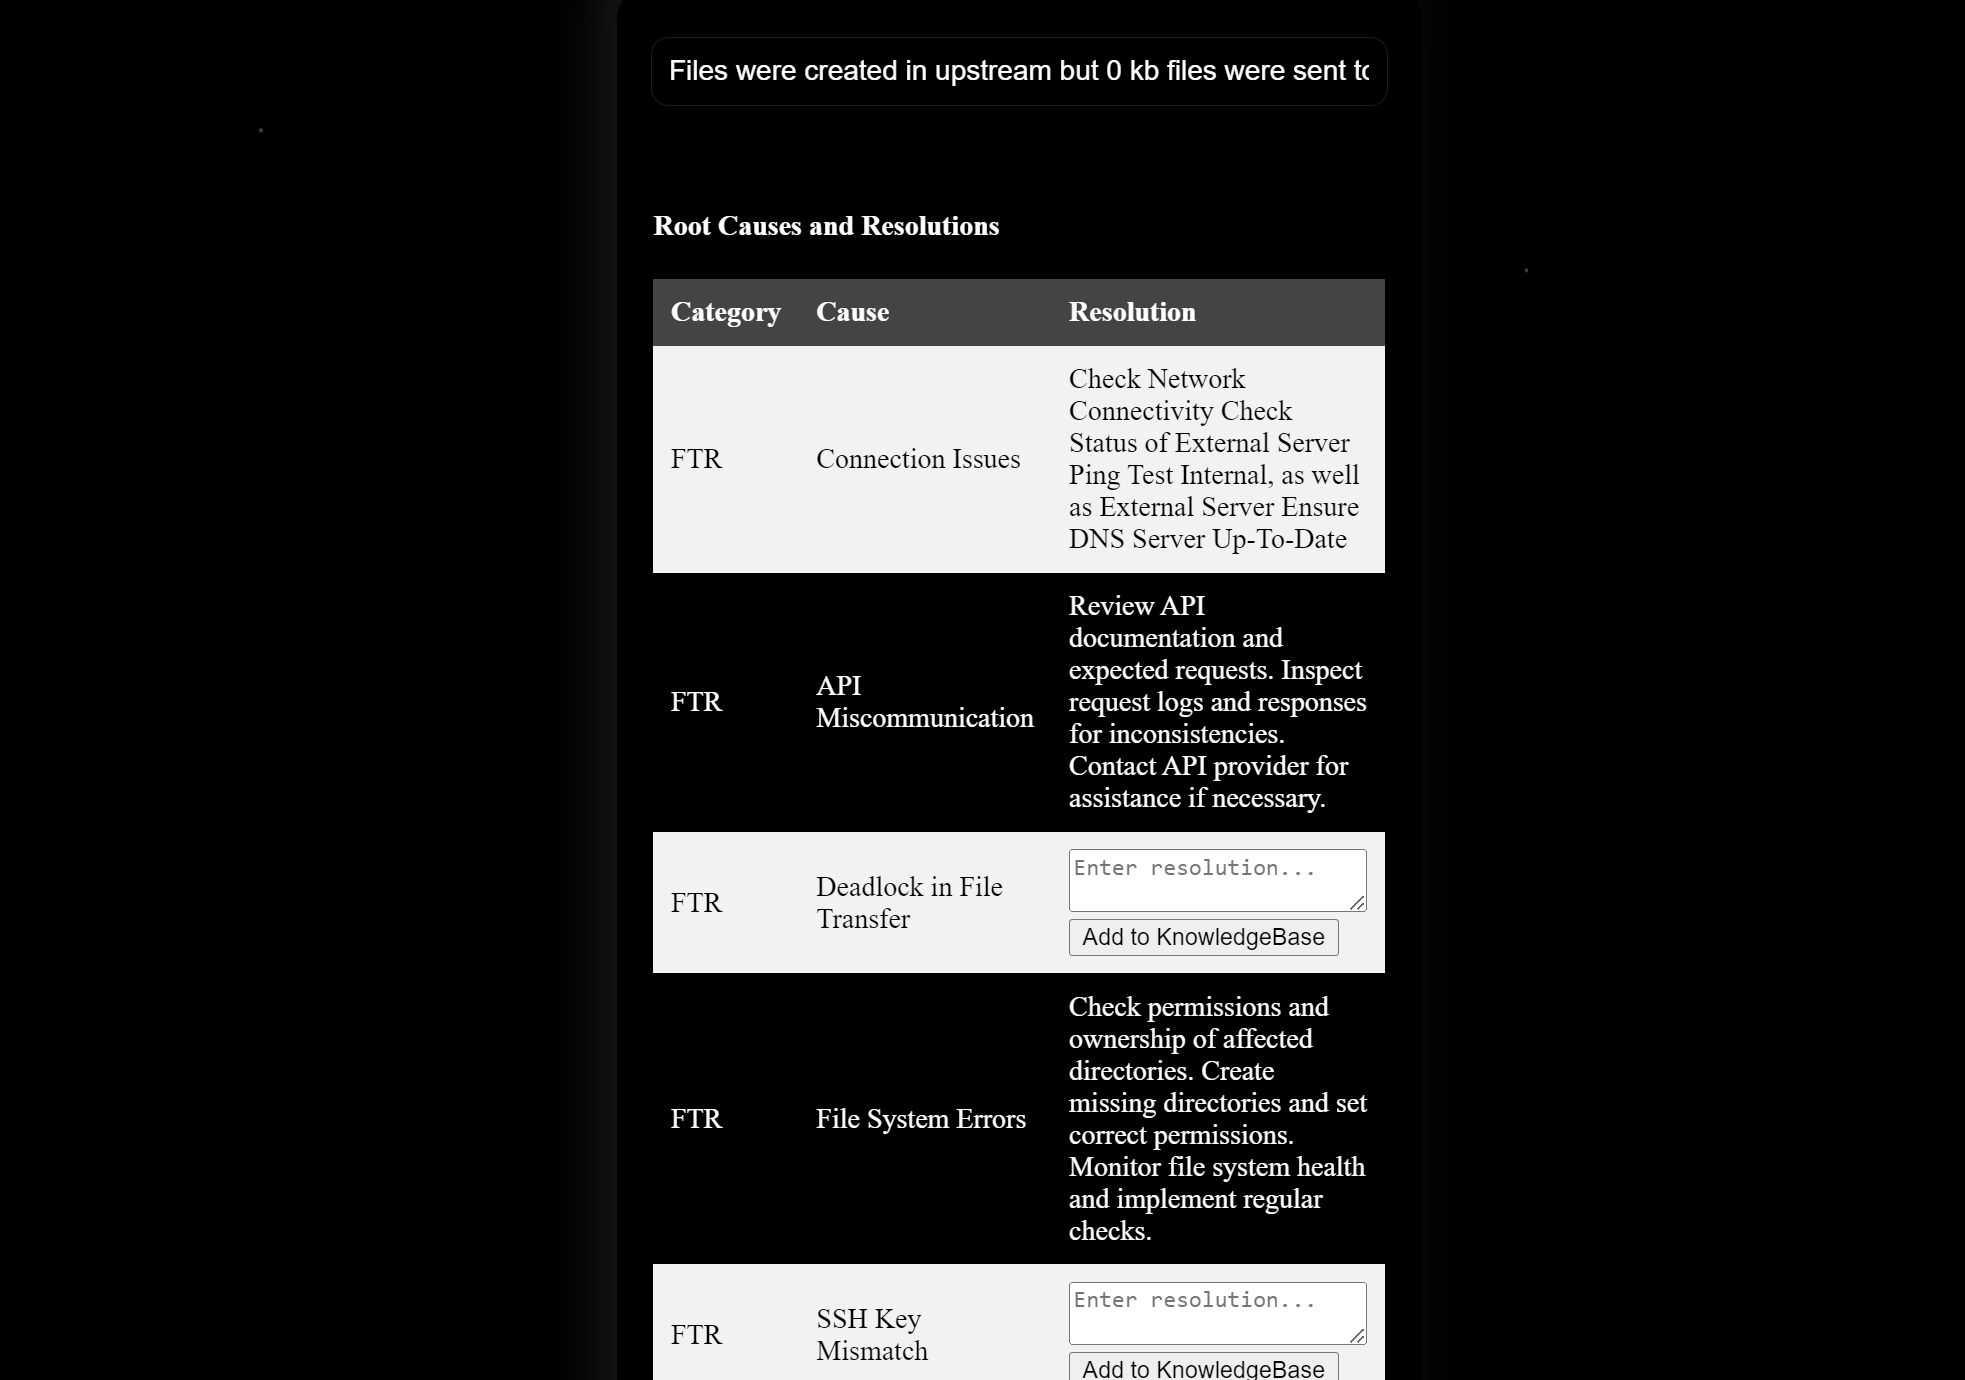 Files were created in upstream but 0 kb files were sent
Root Causes and Resolutions
Category Cause Resolution
FTR
Connection Issues
Check Network
Connectivity Check
Status of External Server
Ping Test Internal, as well
as External Server Ensure
DNS Server Up-To-Date
FTR
API
Miscommunication
Review API
documentation and
expected requests. Inspect
request logs and responses
for inconsistencies.
Contact API provider for
assistance if necessary.
FTR
Deadlock in File
Transfer
Enter resolution...
Add to KnowledgeBase
FTR
File System Errors
Check permissions and
ownership of affected
directories. Create
missing directories and set
correct permissions.
Monitor file system health
and implement regular
checks.
FTR
SSH Key
Mismatch
Enter resolution...
Add to KnowledgeBase